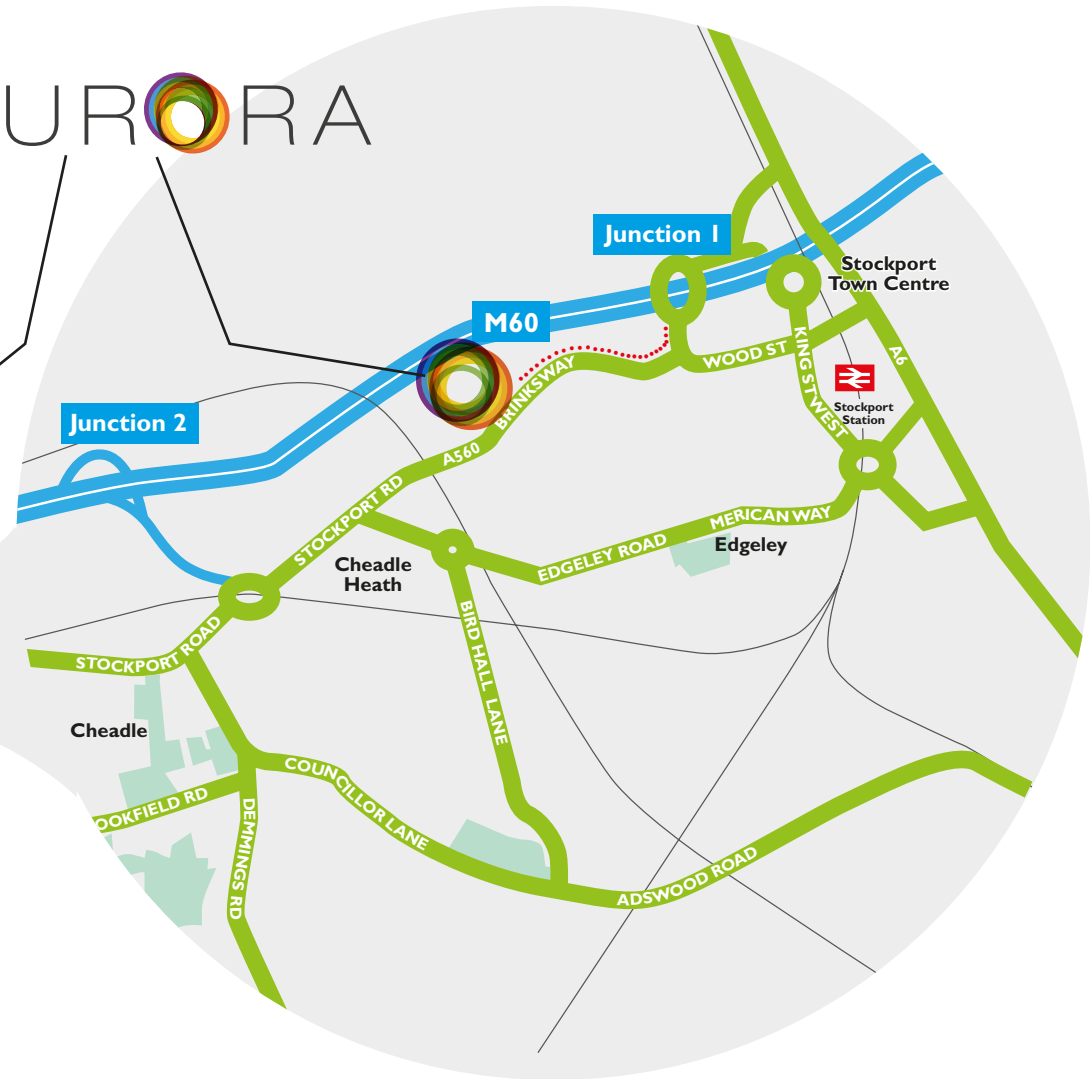 URORA
Junction 1
Stockport
Town Centre
M60
BRINKSWAY
WOOD ST
KING ST WEST
A6
Stockport
Station
Junction 2
A560
STOCKPORT RD
MERICAN WAY
Edgeley
EDGELEY ROAD
Cheadle
Heath
BIRD HALL LANE
STOCKPORT ROAD
Cheadle
COUNCILLOR LANE
OOKFIELD RD
DEMMINGS RD
ADSWOOD ROAD